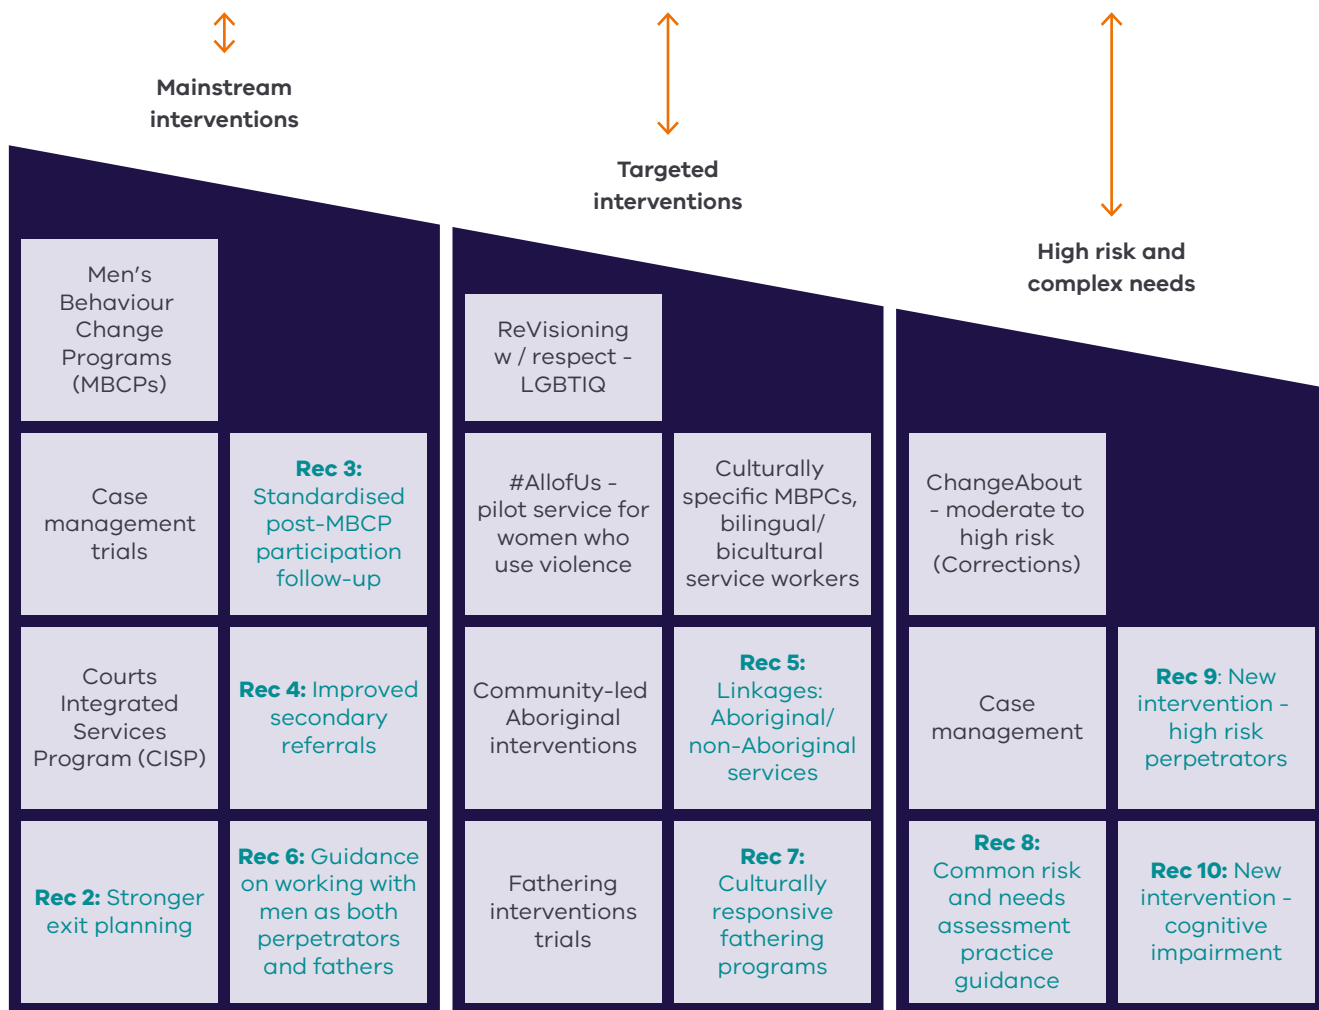 Mainstream
interventions
Targeted
interventions
High risk and
complex needs
Men's
Behaviour
Change
Programs
(MBCPs)
Case
management
trials
Rec 3:
Standardised
post-MBCP
participation
follow-up
Courts
Integrated
Services
Program (CISP)
Rec 4: Improved
secondary
referrals
Rec 2: Stronger
exit planning
Rec 6: Guidance
on working with
men as both
perpetrators
and fathers
ReVisioning
w / respect -
LGBTIQ
#AllofUs -
pilot service for
women who
use violence
Culturally
specific MBPCs,
bilingual/
bicultural
service workers
Community-led
Aboriginal
interventions
Rec 5:
Linkages:
Aboriginal/
non-Aboriginal
services
Fathering
interventions
trials
Rec 7:
Culturally
responsive
fathering
programs
ChangeAbout
- moderate to
high risk
(Corrections)
Case
management
Rec 9: New
intervention -
high risk
perpetrators
Rec 8:
Common risk
and needs
assessment
practice
guidance
Rec 10: New
intervention -
cognitive
impairment